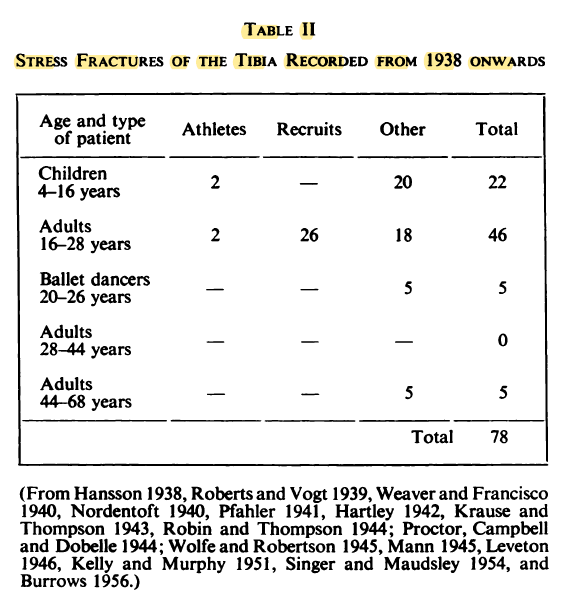 TABLE II
STRESS FRACTURES OF THE TIBIA RECORDED FROM 1938 ONWARDS
Age and type of patient Athletes Recruits Other Total
Children 4–16 years 2 — 20 22
Adults 16–28 years 2 26 18 46
Ballet dancers 20–26 years — — 5 5
Adults 28–44 years — — — 0
Adults 44–68 years — — 5 5
Total 78
(From Hansson 1938, Roberts and Vogt 1939, Weaver and Francisco
1940, Nordentoft 1940, Pfahler 1941, Hartley 1942, Krause and
Thompson 1943, Robin and Thompson 1944; Proctor, Campbell
and Dobelle 1944; Wolfe and Robertson 1945, Mann 1945, Leveton
1946, Kelly and Murphy 1951, Singer and Maudsley 1954, and
Burrows 1956.)